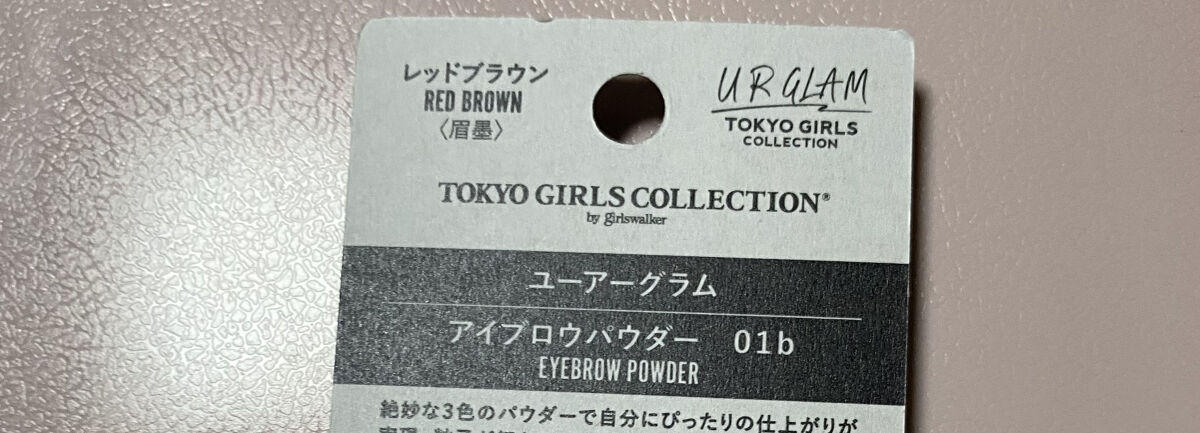 レッドブラウン
RED BROWN
〈眉墨〉
UR GLAM
TOKYO GIRLS
COLLECTION
TOKYO GIRLS COLLECTION®
by girlswalker
ユーアーグラム
アイブロウパウダー 01b
EYEBROW POWDER
絶妙な3色のパウダーで自分にぴったりの仕上がりが